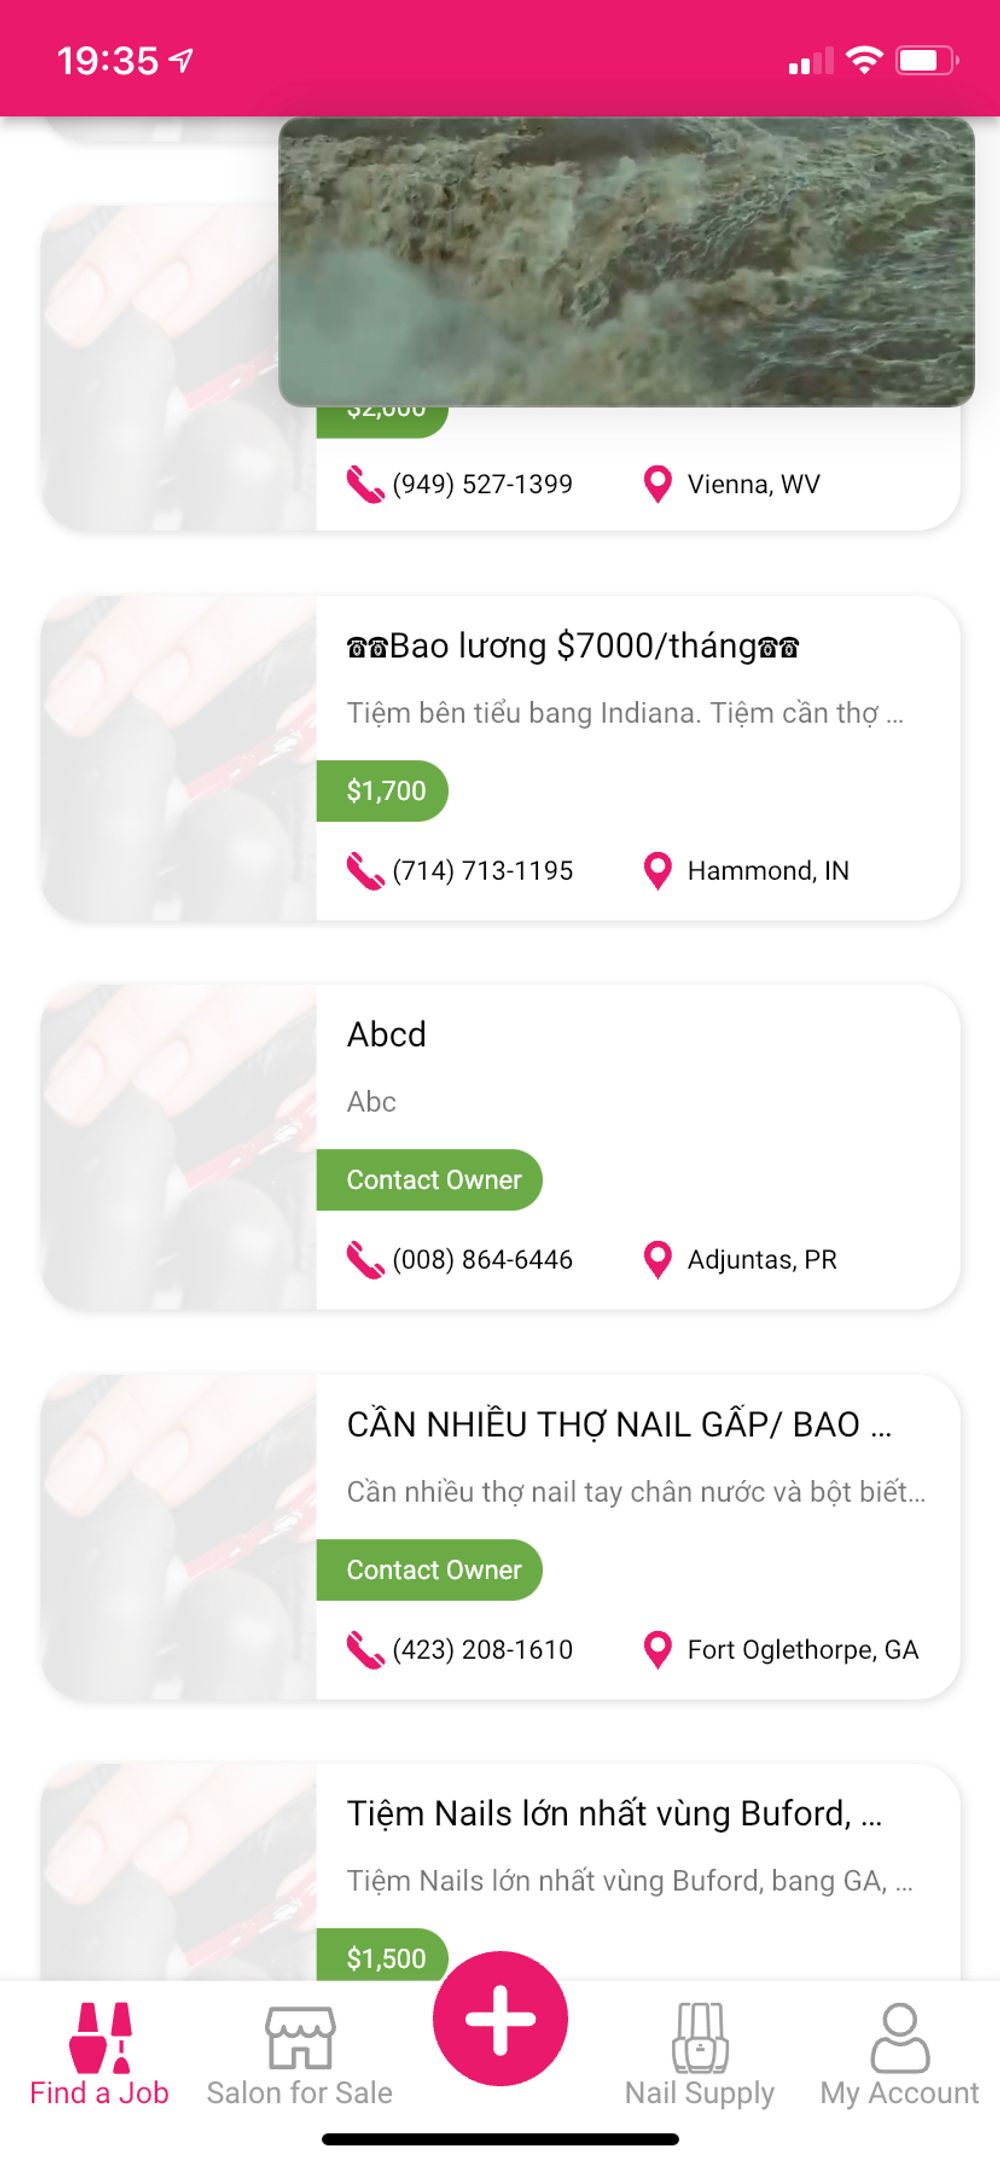 19:35
$2,000
(949) 527-1399
Vienna, WV
☎☎Bao lương $7000/tháng☎☎
Tiệm bên tiểu bang Indiana. Tiệm cần thợ ...
$1,700
(714) 713-1195
Hammond, IN
Abcd
Abc
Contact Owner
(008) 864-6446
Adjuntas, PR
CẦN NHIỀU THỢ NAIL GẤP/ BAO ...
Cần nhiều thợ nail tay chân nước và bột biết...
Contact Owner
(423) 208-1610
Fort Oglethorpe, GA
Tiệm Nails lớn nhất vùng Buford, ...
Tiệm Nails lớn nhất vùng Buford, bang GA, ...
$1,500
Find a Job
Salon for Sale
Nail Supply
My Account